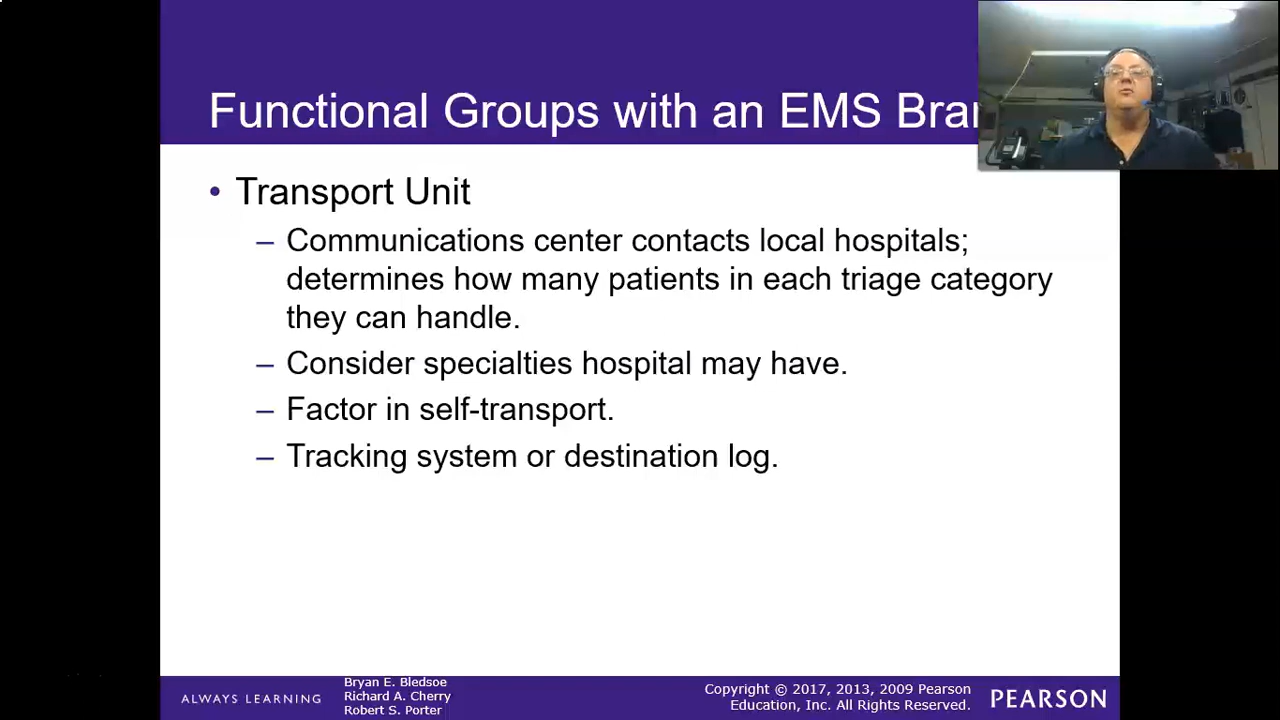 Functional Groups with an EMS
• Transport Unit
– Communications center contacts local hospitals;
determines how many patients in each triage category
they can handle.
– Consider specialties hospital may have.
– Factor in self-transport.
– Tracking system or destination log.
ALWAYS LEARNING
Bryan E. Bledsoe
Richard A. Cherry
Robert S. Porter
Copyright © 2017, 2013, 2009 Pearson
Education, Inc. All Rights Reserved.
PEARSON